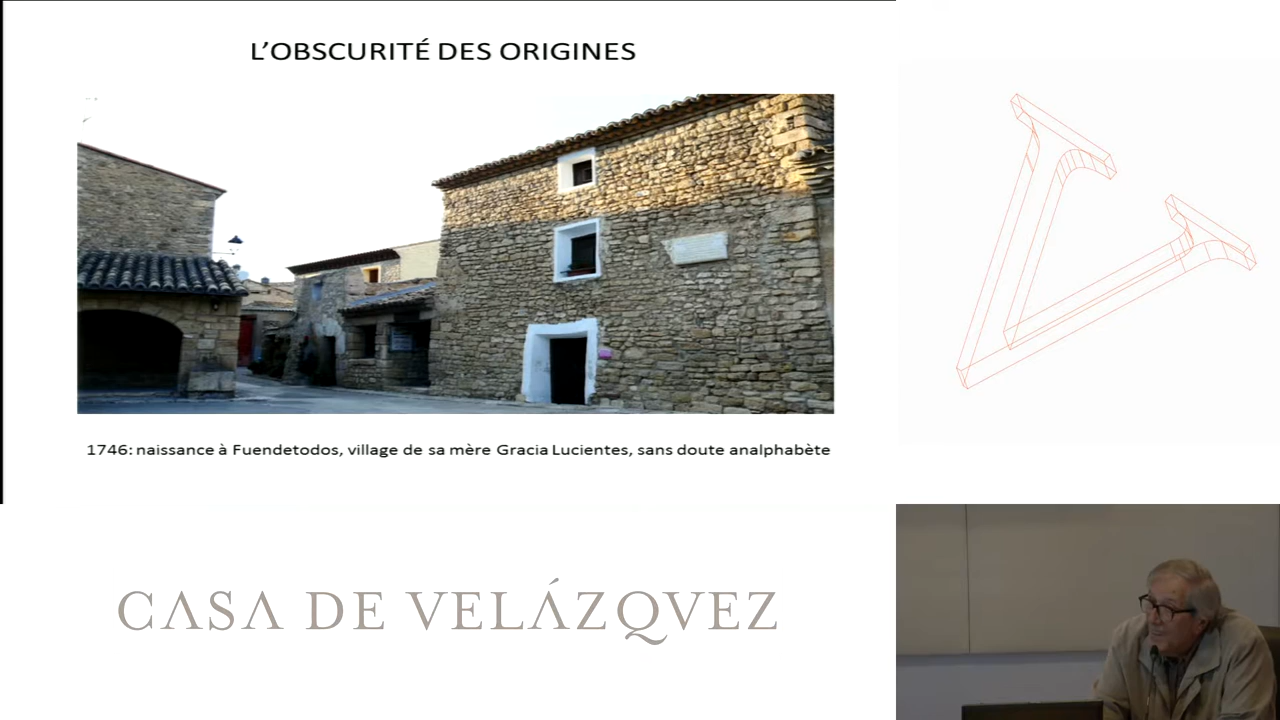 L'OBSCURITÉ DES ORIGINES
1746: naissance à Fuendetodos, village de sa mère Gracia Lucientes, sans doute analphabète
CASA DE VELÁZQVEZ